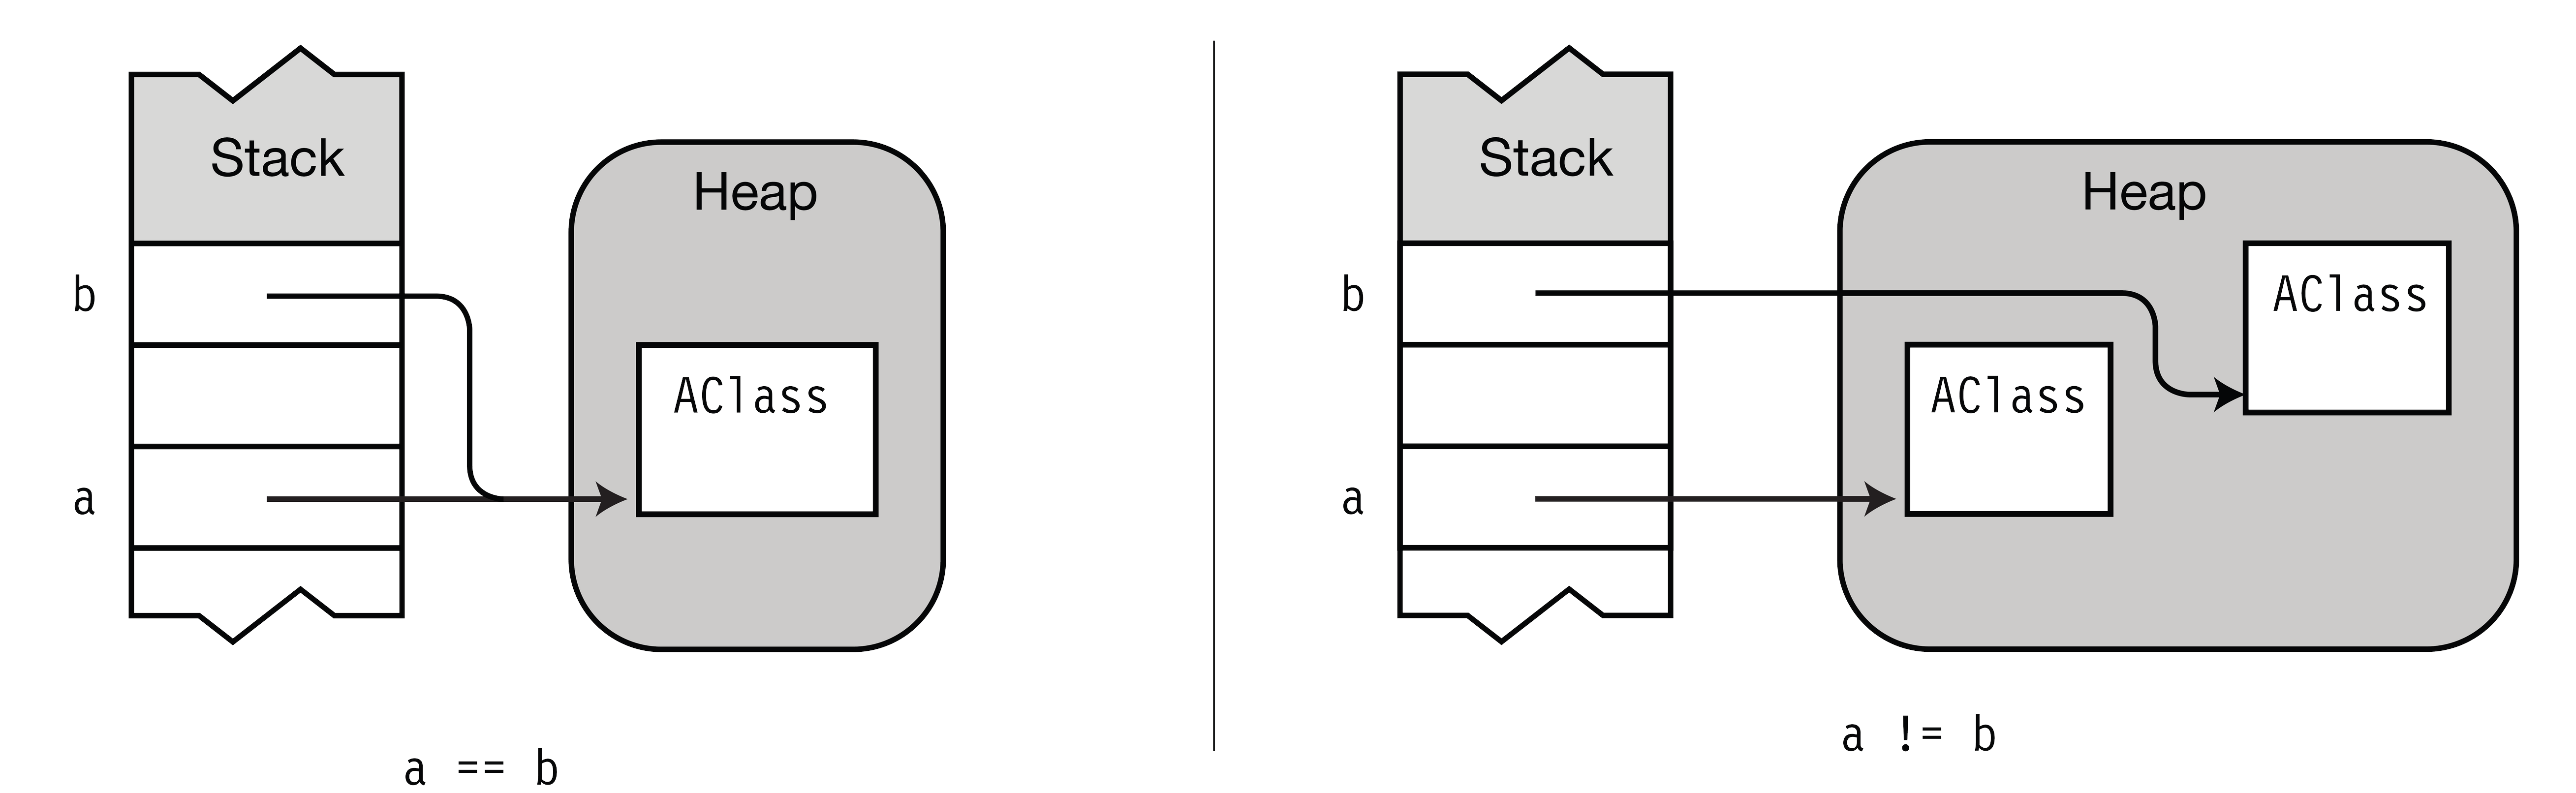 Stack
Heap
b
AClass
a
a == b
Stack
Heap
b
AClass
AClass
a
a != b